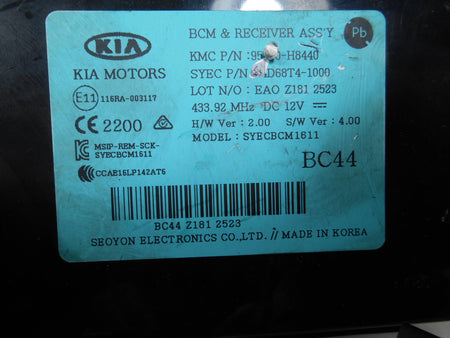 BCM & RECEIVER ASS'Y
Pb
KIA
KIA MOTORS
KMC P/N :95 -H8440
SYEC P/N D68T4-1000
LOT N/O : EAO Z181 2523
E11 116RA-003117
433.92 MHz DC 12V
CE 2200
H/W Ver : 2.00 S/W Ver : 4.00
MODEL : SYECBCM1611
MSIP-REM-SCK-
SYECBCM1611
BC44
CCAE16LP142AT6
BC44 Z181 2523
SEOYON ELECTRONICS CO.,LTD. // MADE IN KOREA